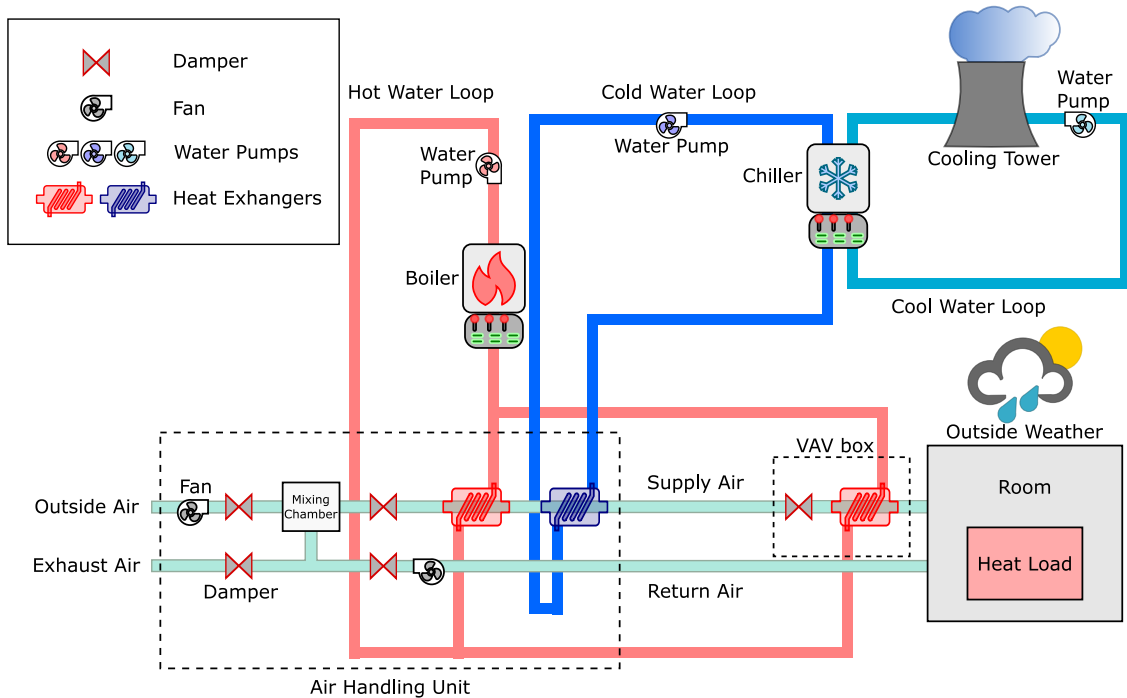 Damper
Fan
Water Pumps
Heat Exhangers
Hot Water Loop
Cold Water Loop
Water Pump
Water
Pump
Cooling Tower
Water
Pump
Chiller
Boiler
Cool Water Loop
Outside Weather
VAV box
Outside Air
Fan
Mixing
Chamber
Supply Air
Room
Exhaust Air
Damper
Return Air
Heat Load
Air Handling Unit